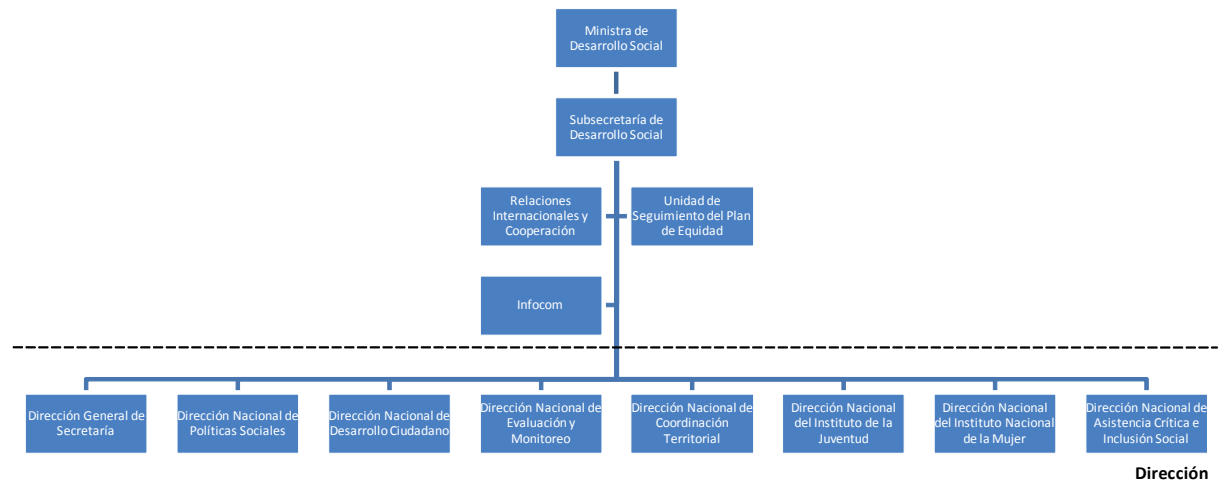 Ministra de
Desarrollo Social
Subsecretaría de
Desarrollo Social
Relaciones
Internacionales y
Cooperación
Unidad de
Seguimiento del Plan
de Equidad
Infocom
Dirección General de
Secretaría
Dirección Nacional de
Políticas Sociales
Dirección Nacional de
Desarrollo Ciudadano
Dirección Nacional de
Evaluación y
Monitoreo
Dirección Nacional de
Coordinación
Territorial
Dirección Nacional
del Instituto de la
Juventud
Dirección Nacional
del Instituto Nacional
de la Mujer
Dirección Nacional de
Asistencia Crítica e
Inclusión Social
Dirección